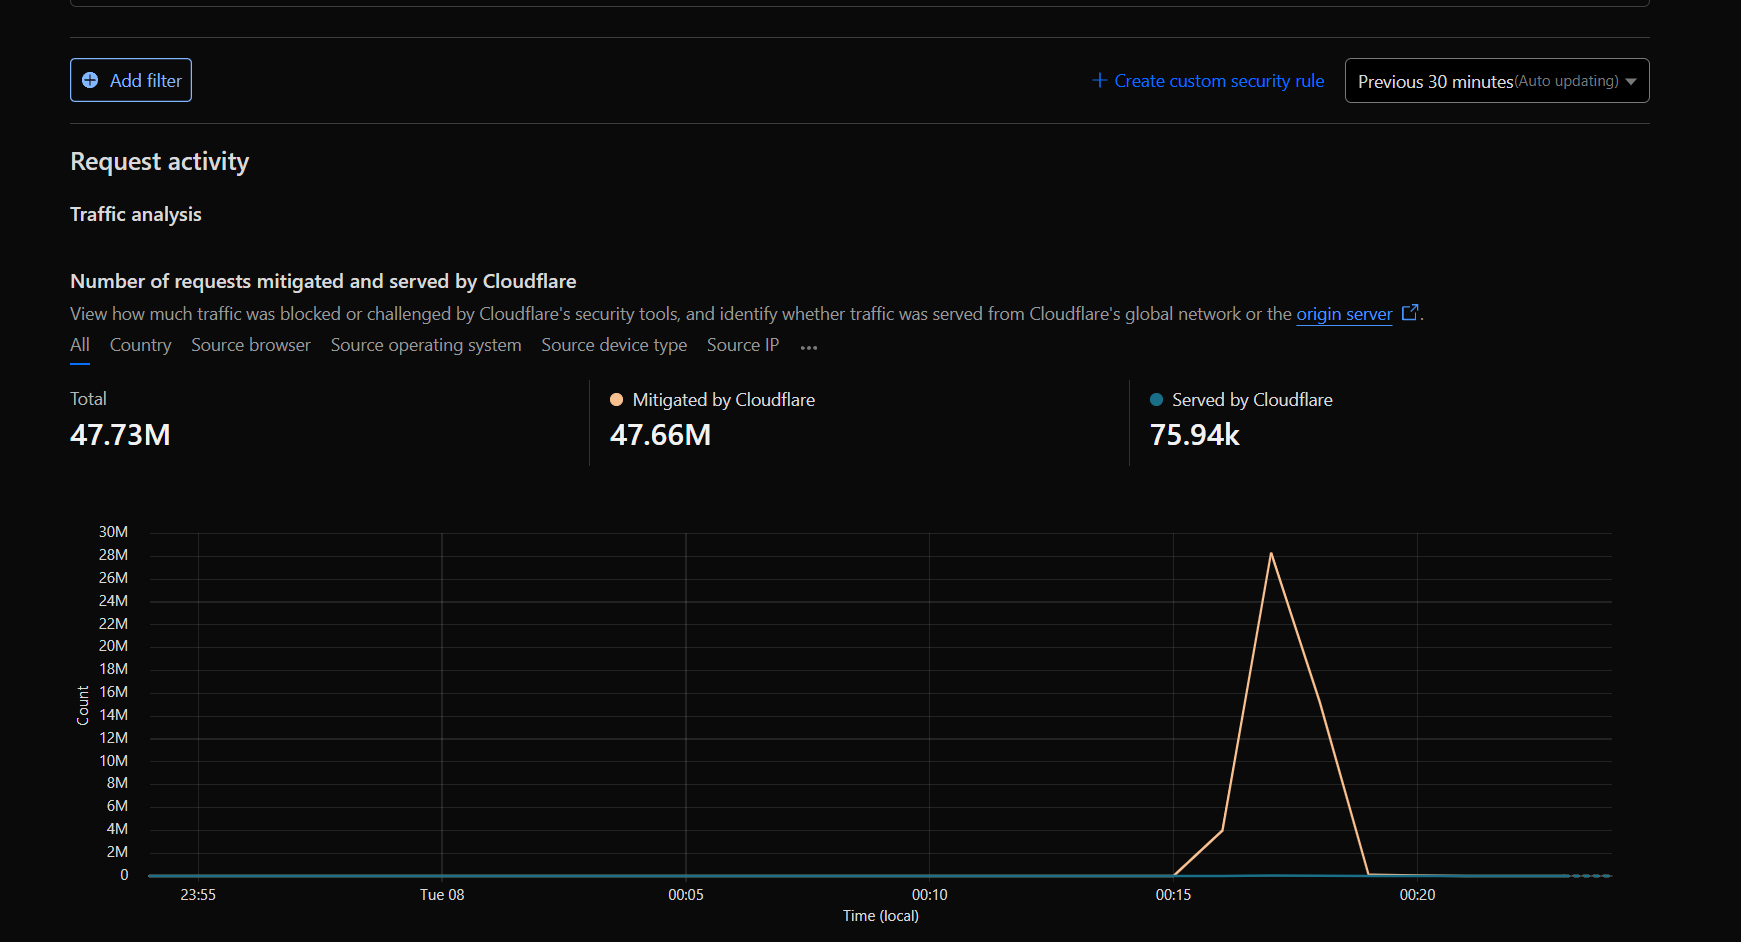 Add filter
Create custom security rule
Previous 30 minutes(Auto updating)
Request activity
Traffic analysis
Number of requests mitigated and served by Cloudflare
View how much traffic was blocked or challenged by Cloudflare's security tools, and identify whether traffic was served from Cloudflare's global network or the origin server.
All Country Source browser Source operating system Source device type Source IP ...
Total
47.73M
Mitigated by Cloudflare
47.66M
Served by Cloudflare
75.94k
30M
28M
26M
24M
22M
20M
18M
16M
14M
12M
10M
8M
6M
4M
2M
0
Count
23:55 Tue 08 00:05 00:10 00:15 00:20
Time (local)